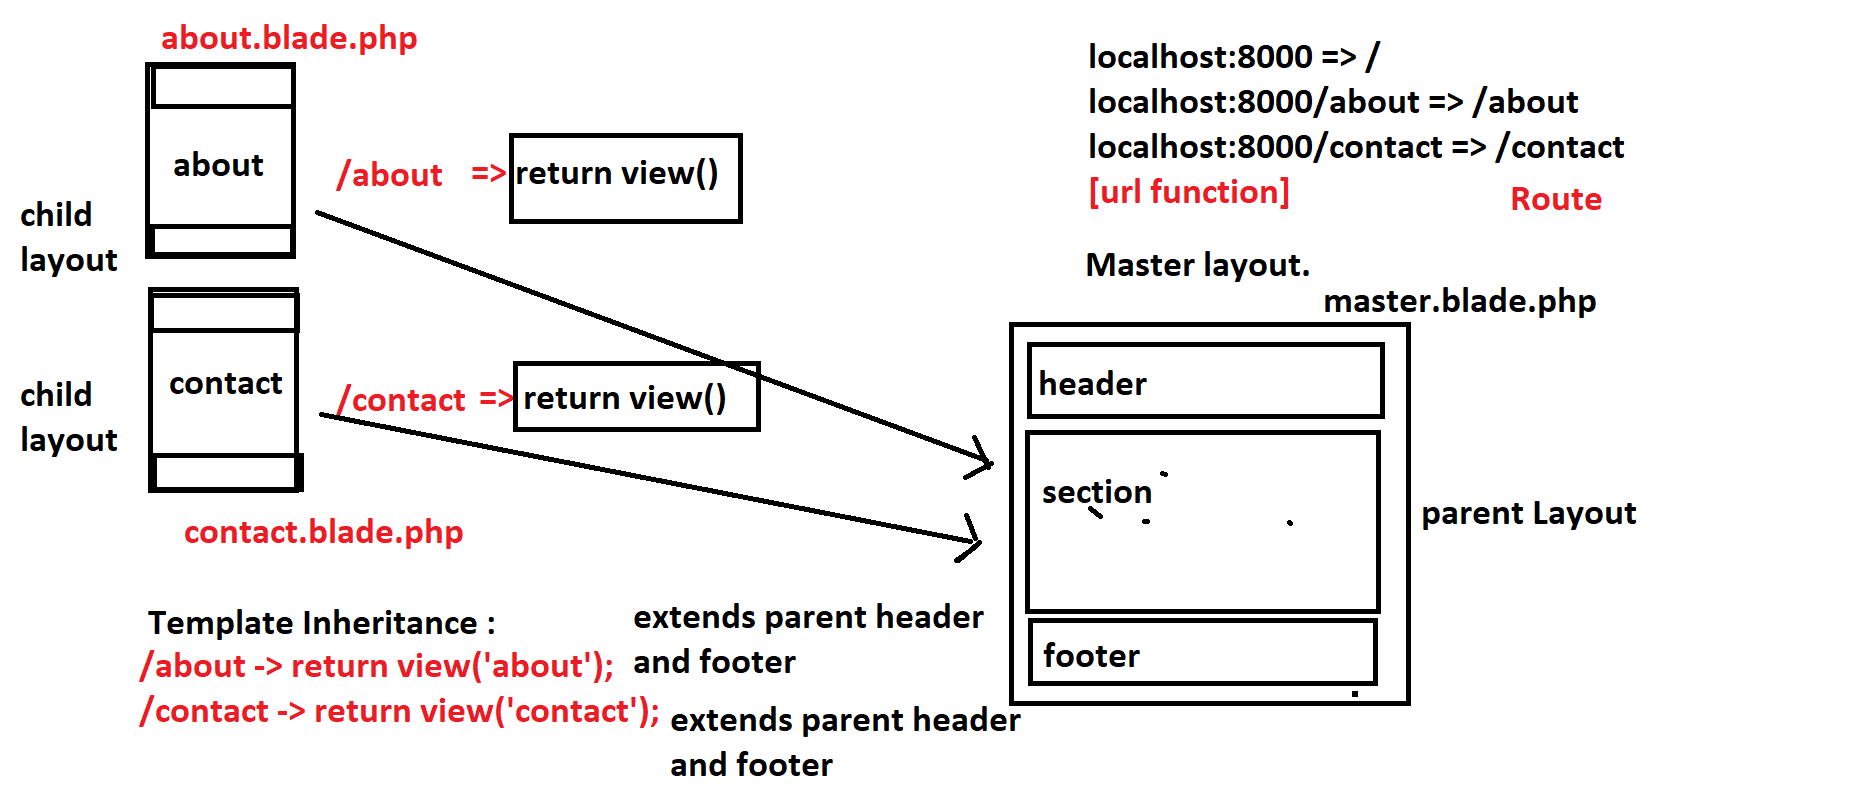 about.blade.php
about
child
layout
/about => return view()
contact
child
layout
/contact => return view()
contact.blade.php
localhost:8000 => /
localhost:8000/about => /about
localhost:8000/contact => /contact
[url function]
Route
Master layout.
master.blade.php
header
section
footer
parent Layout
Template Inheritance :
/about -> return view('about');
extends parent header
and footer
/contact -> return view('contact');
extends parent header
and footer